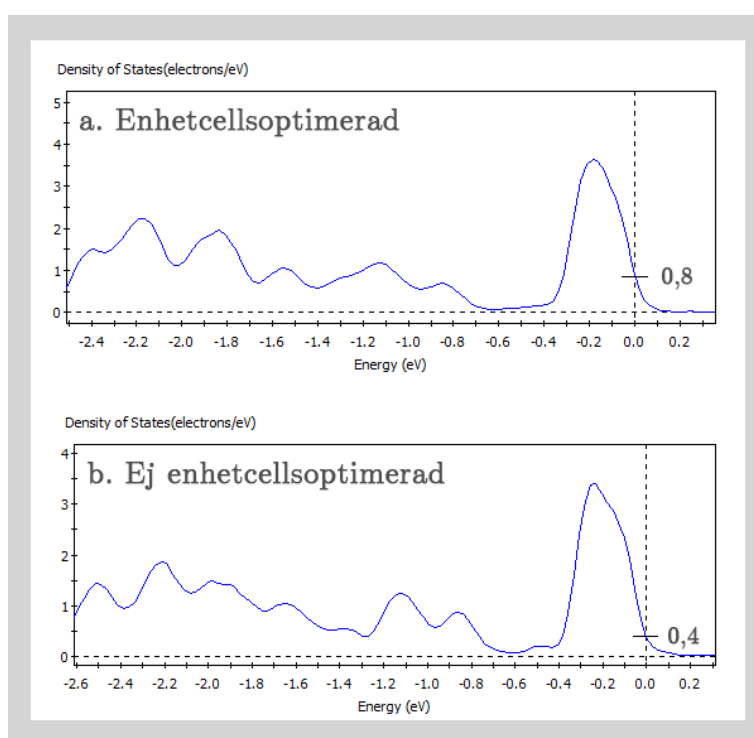 Density of States(electrons/eV)
a. Enhetcellsoptimerad
5
4
3
2
1
0
0,8
-2.4 -2.2 -2.0 -1.8 -1.6 -1.4 -1.2 -1.0 -0.8 -0.6 -0.4 -0.2 0.0 0.2
Energy (eV)
Density of States(electrons/eV)
b. Ej enhetcellsoptimerad
4
3
2
1
0
0,4
-2.6 -2.4 -2.2 -2.0 -1.8 -1.6 -1.4 -1.2 -1.0 -0.8 -0.6 -0.4 -0.2 0.0 0.2
Energy (eV)